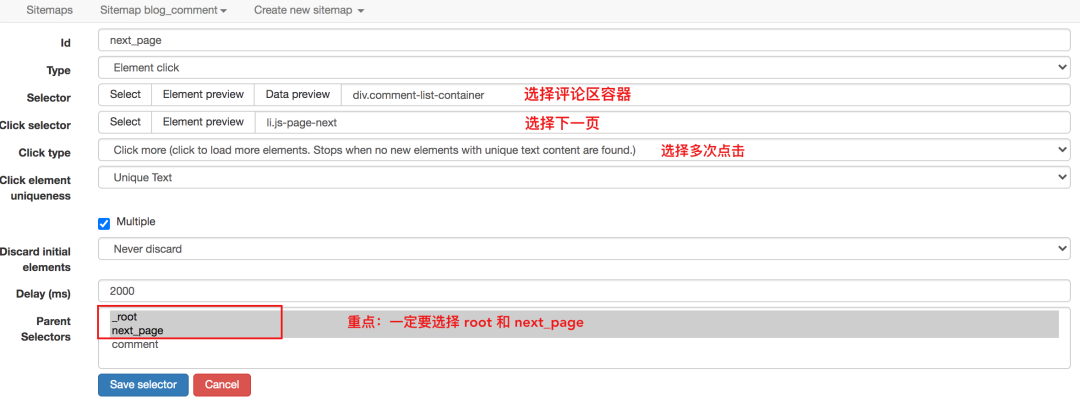 Sitemaps Sitemap blog_comment Create new sitemap
Id next_page
Type Element click
Selector Select Element preview Data preview div.comment-list-container 选择评论区容器
Click selector Select Element preview li.js-page-next 选择下一页
Click type Click more (click to load more elements. Stops when no new elements with unique text content are found.) 选择多次点击
Click element uniqueness Unique Text
Multiple
Discard initial elements Never discard
Delay (ms) 2000
Parent Selectors _root 重点：一定要选择 root 和 next_page
next_page
comment
Save selector Cancel